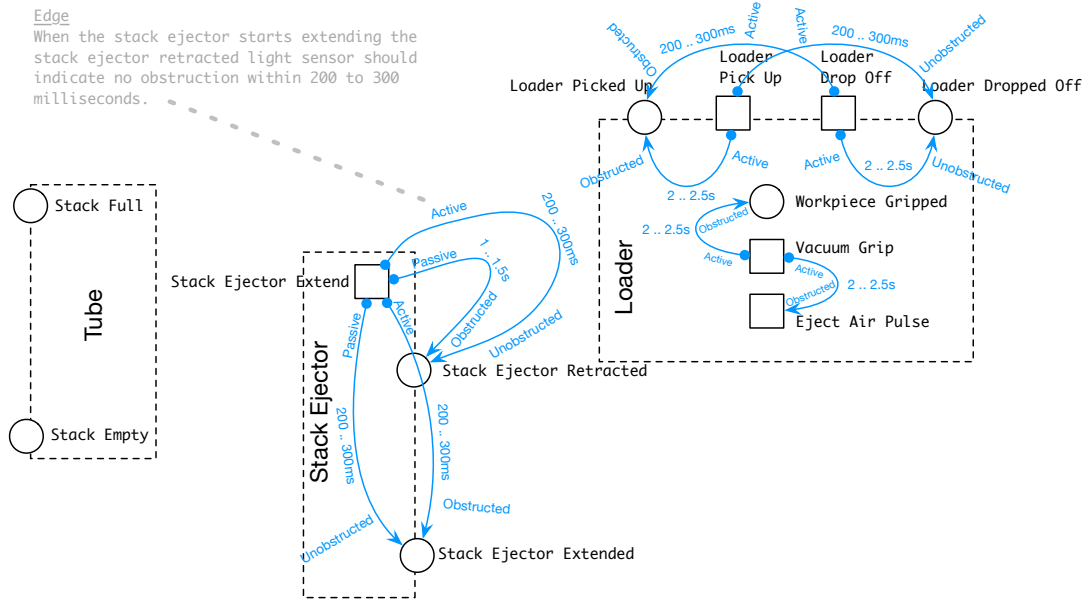 Edge
When the stack ejector starts extending the
stack ejector retracted light sensor should
indicate no obstruction within 200 to 300
milliseconds.
Obstructed
Obstructed
200 .. 300ms
Active
Active
200 .. 300ms
Unobstructed
Loader Picked Up
Loader
Pick Up
Loader
Drop Off
Loader Dropped Off
Obstructed
Active
2 .. 2.5s
Active
2 .. 2.5s
Unobstructed
Workpiece Gripped
Obstructed
2 .. 2.5s
Active
Vacuum Grip
Active
Obstructed
2 .. 2.5s
Eject Air Pulse
Loader
Stack Full
Tube
Stack Empty
Active
200 .. 300ms
Passive
1 .. 1.5s
Stack Ejector Extend
Passive
Active
Obstructed
Unobstructed
Stack Ejector Retracted
Stack Ejector
200 .. 300ms
200 .. 300ms
Obstructed
Unobstructed
Stack Ejector Extended